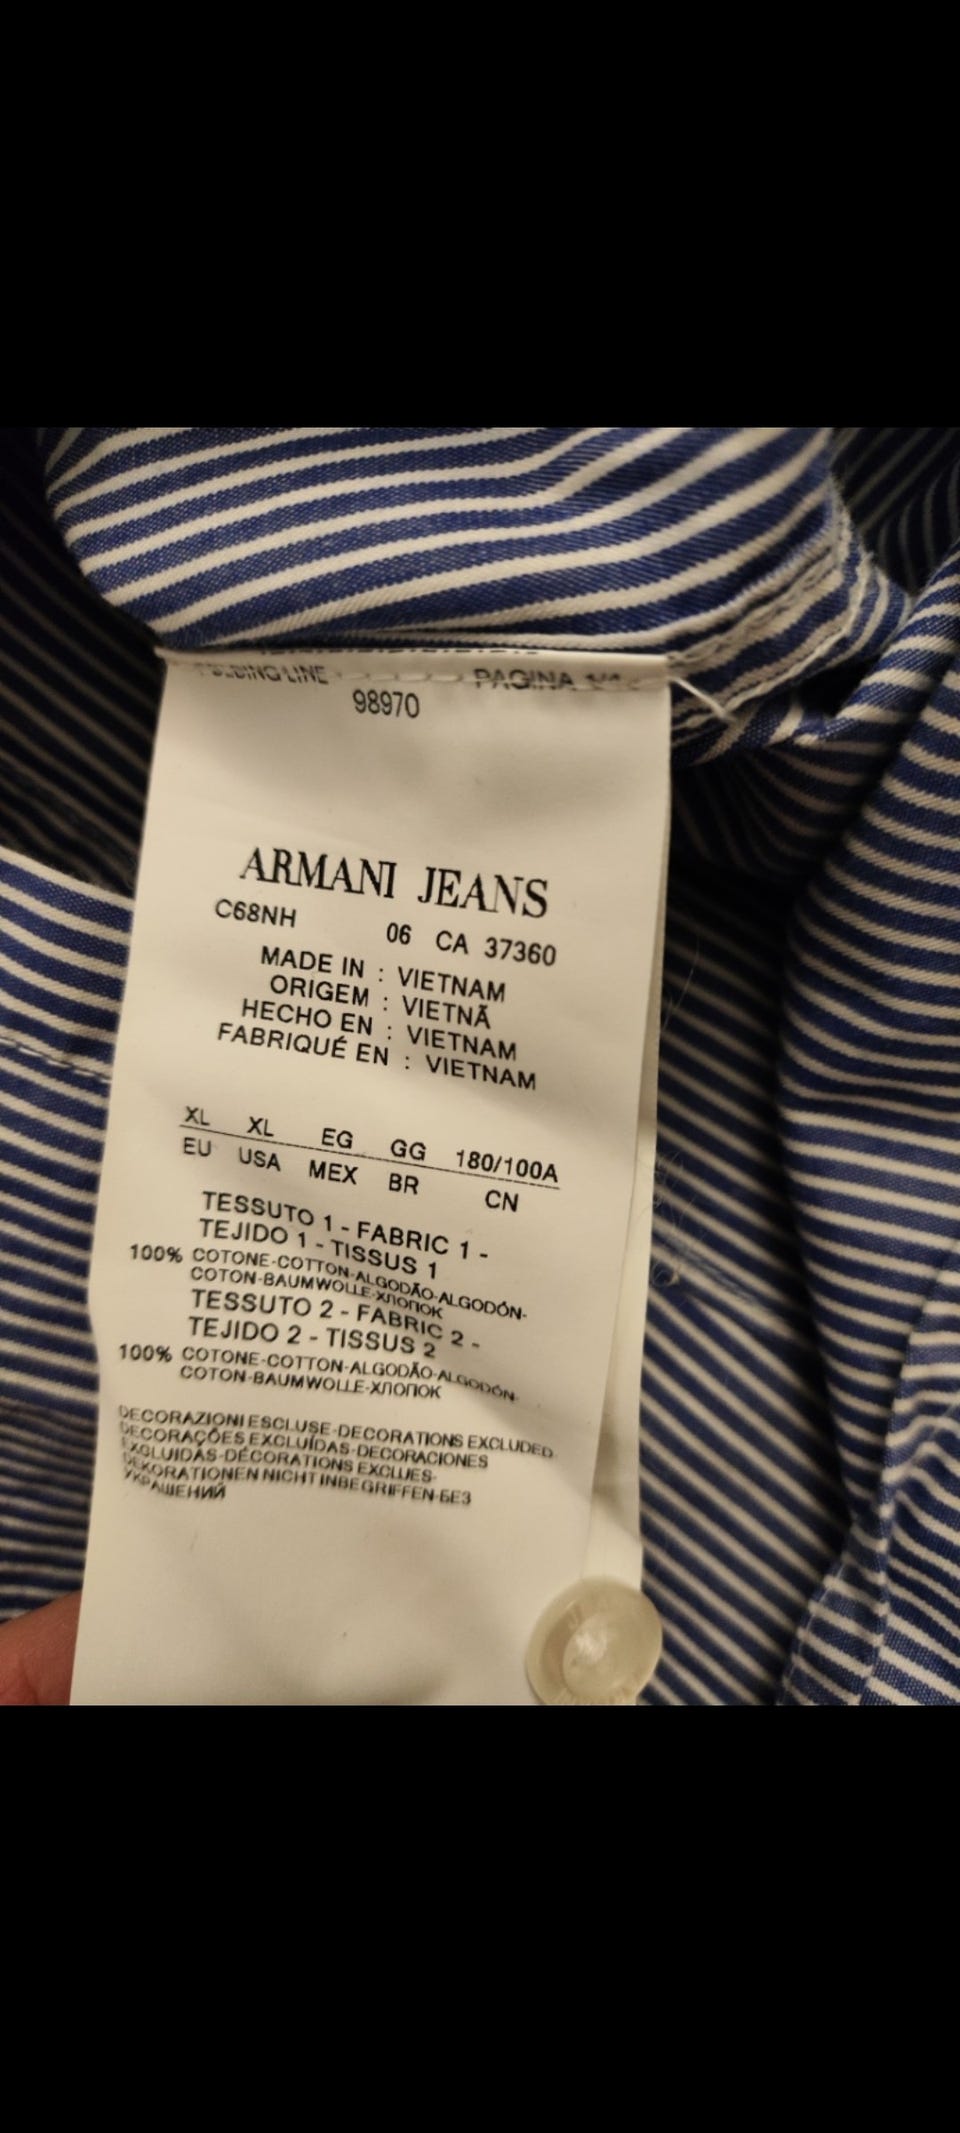 PAGINA
98970
ARMANI JEANS
C68NH 06 CA 37360
MADE IN : VIETNAM
ORIGEM : VIETNÃ
HECHO EN : VIETNAM
FABRIQUÉ EN : VIETNAM
XL XL EG GG 180/100A
EU USA MEX BR CN
TESSUTO 1 - FABRIC 1 -
TEJIDO 1 - TISSUS 1
100% COTONE-COTTON-ALGODÃO-ALGODÓN-
COTON-BAUMWOLLE-ХЛОПОК
TESSUTO 2 - FABRIC 2 -
TEJIDO 2 - TISSUS 2
100% COTONE-COTTON-ALGODÃO-ALGODÓN-
COTON-BAUMWOLLE-ХЛОПОК
DECORAZIONI ESCLUSE-DECORATIONS EXCLUDED
DECORAÇÕES EXCLUÍDAS-DECORACIONES
EXCLUIDAS-DÉCORATIONS EXCLUES-
DEKORATIONEN NICHT INBEGRIFFEN-БЕЗ
УКРАШЕНИЙ